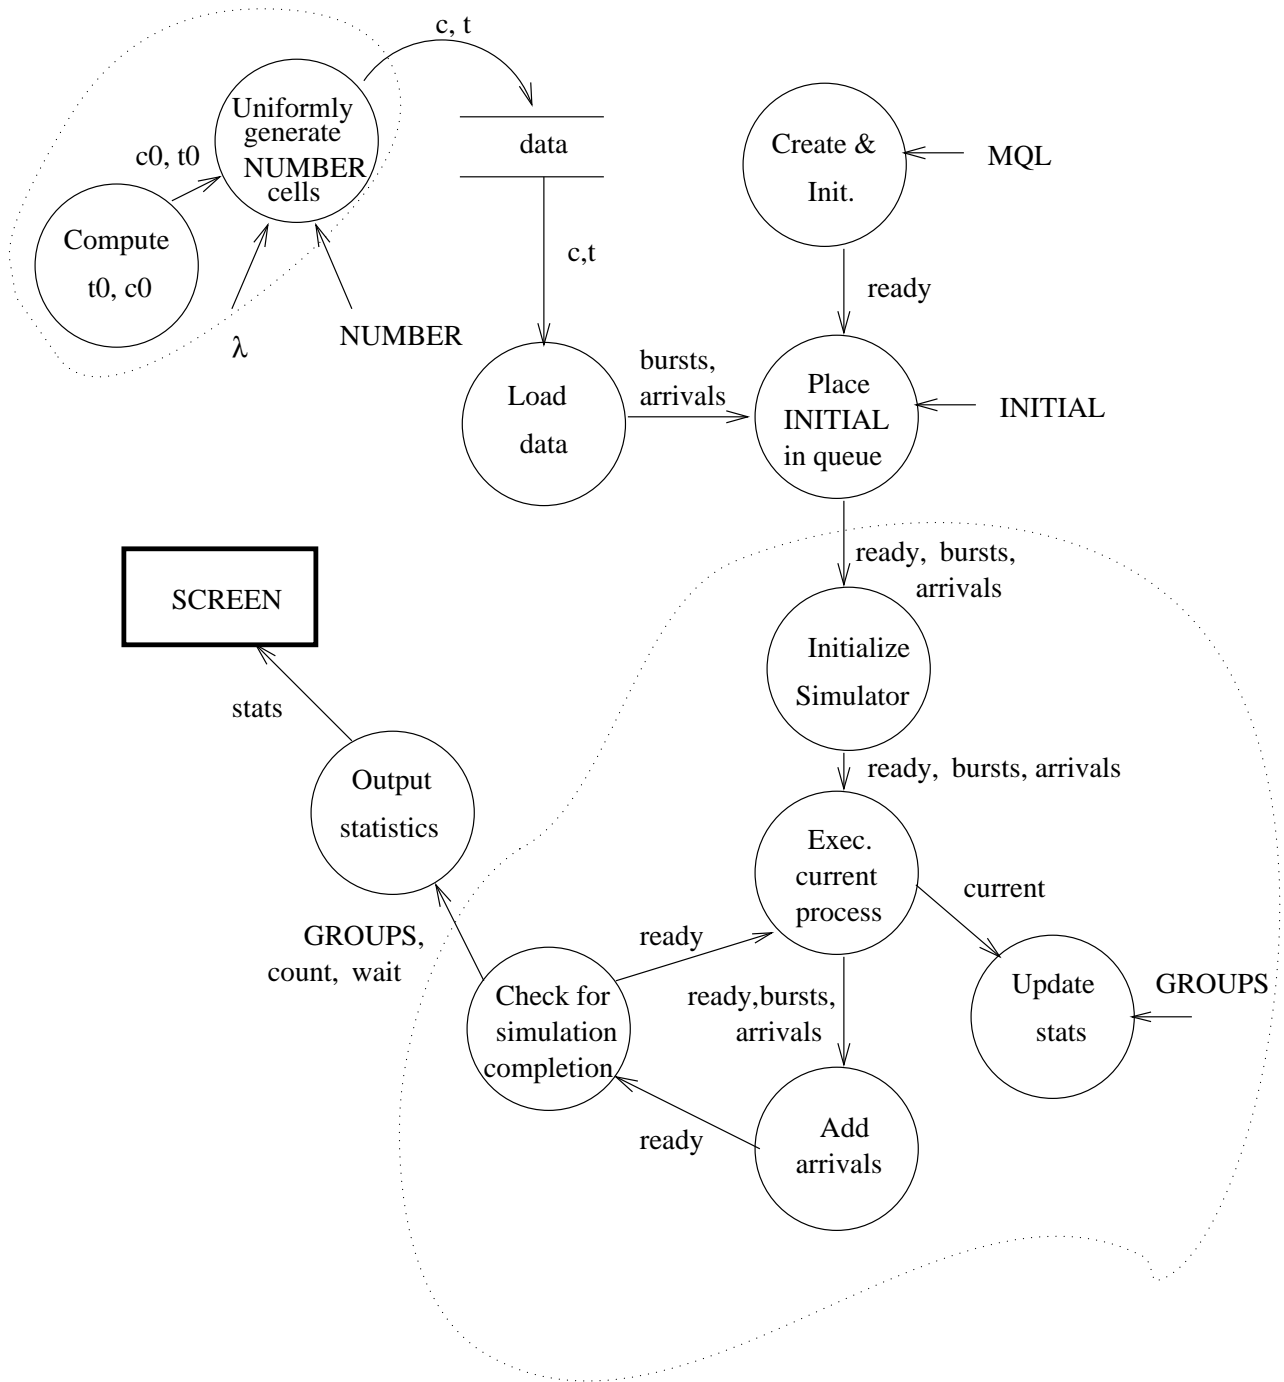 c, t
Uniformly
generate
NUMBER
cells
c0, t0
Compute
t0, c0
λ
NUMBER
data
c,t
Load
data
bursts,
arrivals
Create &
Init.
MQL
ready
Place
INITIAL
in queue
INITIAL
ready, bursts,
arrivals
Initialize
Simulator
ready, bursts, arrivals
Exec.
current
process
current
Update
stats
GROUPS
ready,bursts,
arrivals
Add
arrivals
ready
Check for
simulation
completion
ready
GROUPS,
count, wait
Output
statistics
stats
SCREEN